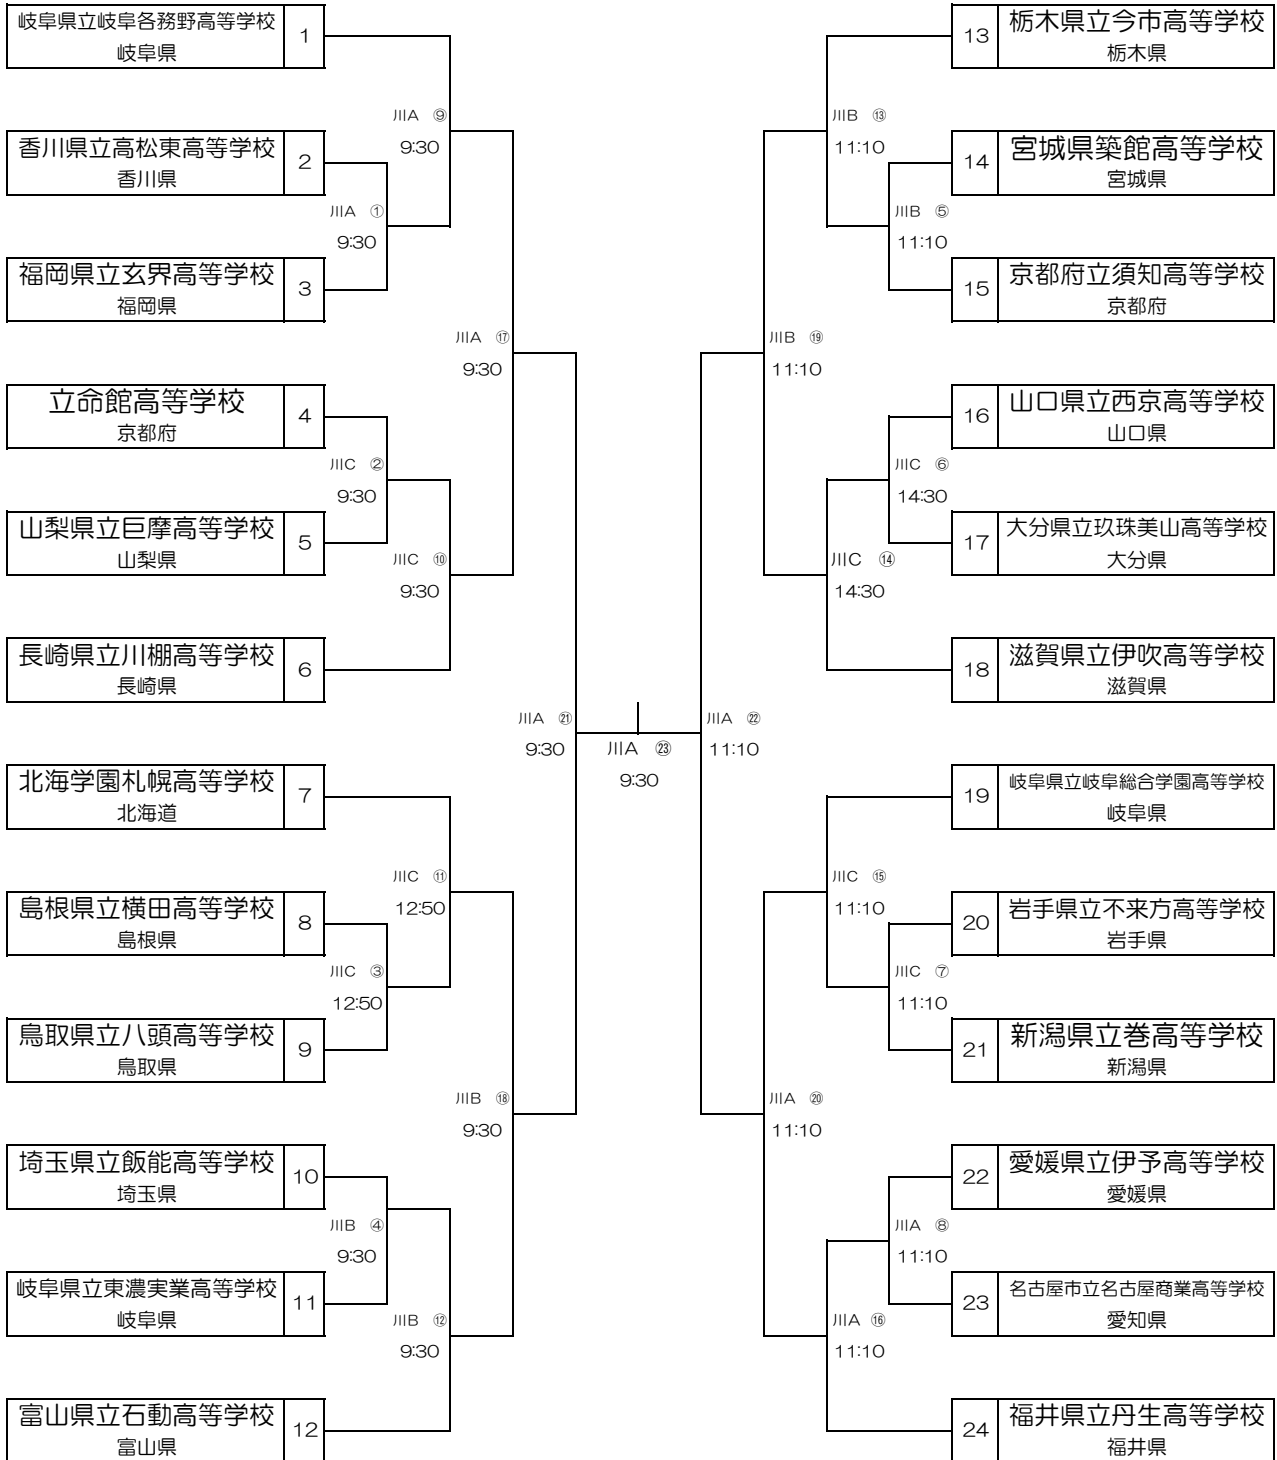 岐阜県立岐阜各務野高等学校
岐阜県
1
川A ⑨
9:30
香川県立高松東高等学校
香川県
2
川A ①
9:30
福岡県立玄界高等学校
福岡県
3
川A ⑰
9:30
立命館高等学校
京都府
4
川C ②
9:30
山梨県立巨摩高等学校
山梨県
5
川C ⑩
9:30
長崎県立川棚高等学校
長崎県
6
川A ㉑
9:30
川A ㉓
9:30
川A ㉒
11:10
北海学園札幌高等学校
北海道
7
川C ⑪
12:50
島根県立横田高等学校
島根県
8
川C ③
12:50
鳥取県立八頭高等学校
鳥取県
9
川B ⑱
9:30
埼玉県立飯能高等学校
埼玉県
10
川B ④
9:30
岐阜県立東濃実業高等学校
岐阜県
11
川B ⑫
9:30
富山県立石動高等学校
富山県
12
13
栃木県立今市高等学校
栃木県
川B ⑬
11:10
14
宮城県築館高等学校
宮城県
川B ⑤
11:10
15
京都府立須知高等学校
京都府
川B ⑲
11:10
16
山口県立西京高等学校
山口県
川C ⑥
14:30
17
大分県立玖珠美山高等学校
大分県
川C ⑭
14:30
18
滋賀県立伊吹高等学校
滋賀県
19
岐阜県立岐阜総合学園高等学校
岐阜県
川C ⑮
11:10
20
岩手県立不来方高等学校
岩手県
川C ⑦
11:10
21
新潟県立巻高等学校
新潟県
川A ⑳
11:10
22
愛媛県立伊予高等学校
愛媛県
川A ⑧
11:10
23
名古屋市立名古屋商業高等学校
愛知県
川A ⑯
11:10
24
福井県立丹生高等学校
福井県